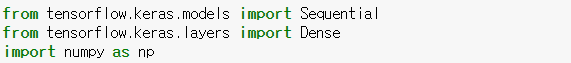 from tensorflow.keras.models import Sequential
from tensorflow.keras.layers import Dense
import numpy as np